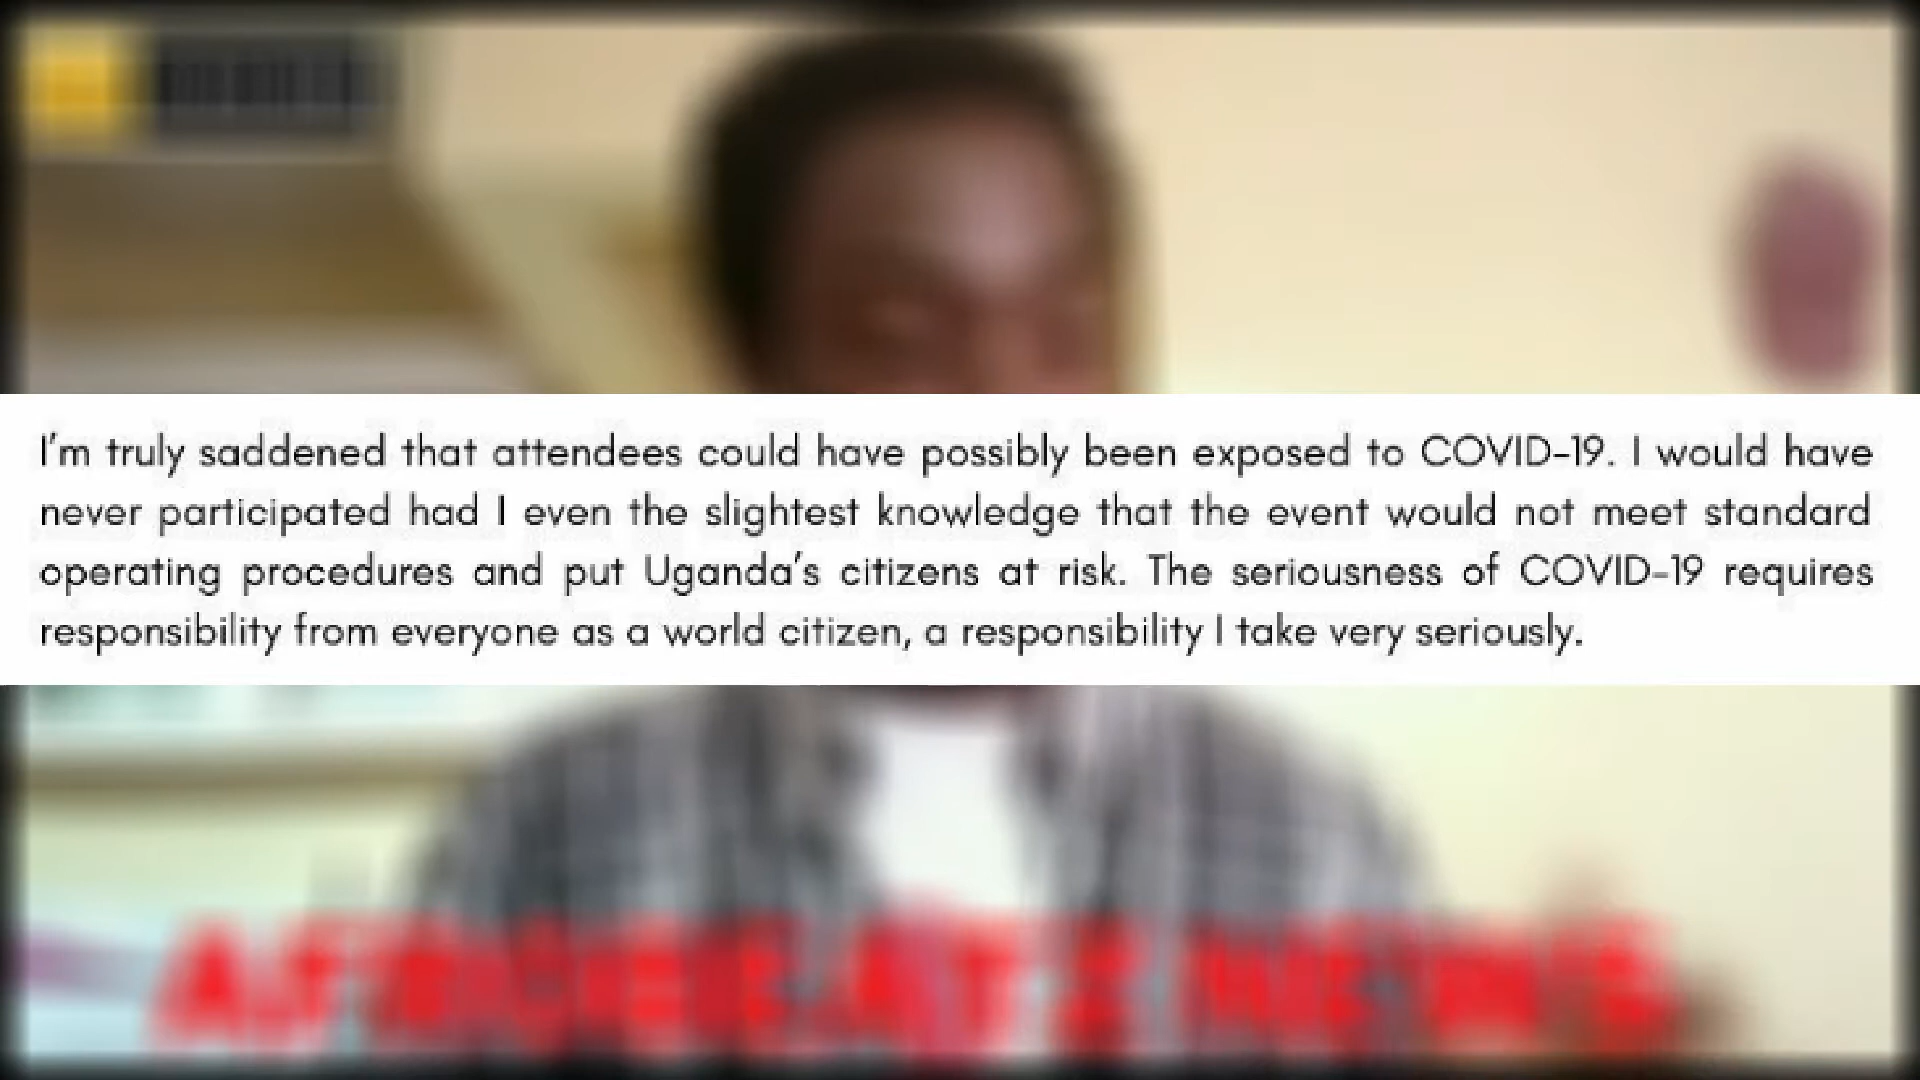 I'm truly saddened that attendees could have possibly been exposed to COVID-19. I would have
never participated had I even the slightest knowledge that the event would not meet standard
operating procedures and put Uganda's citizens at risk. The seriousness of COVID-19 requires
responsibility from everyone as a world citizen, a responsibility I take very seriously.
AFROBEATS NEWS